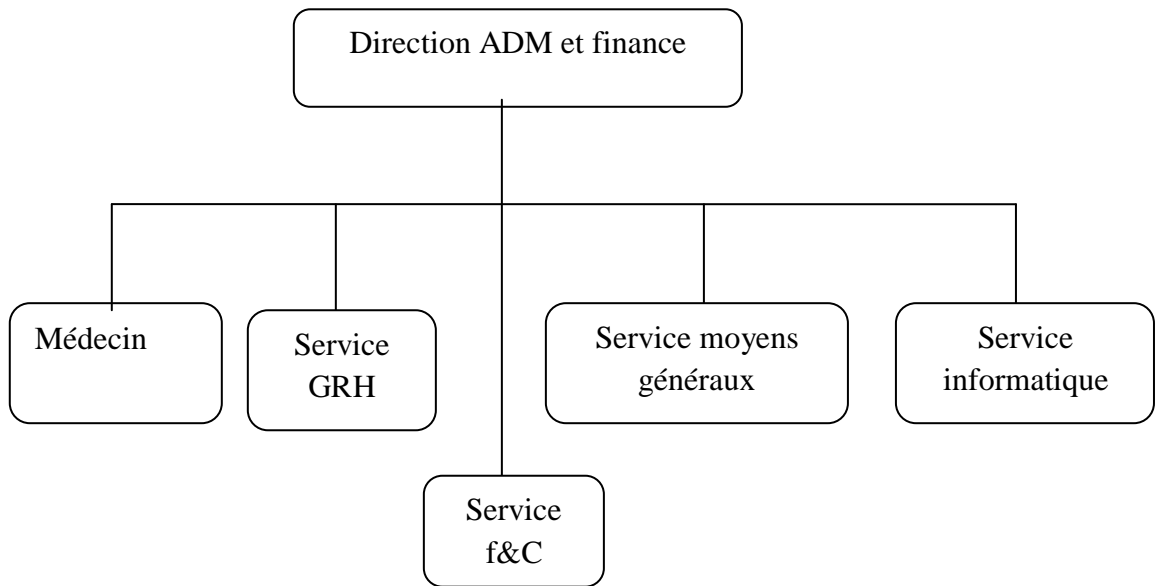 Direction ADM et finance
Médecin
Service
GRH
Service moyens
généraux
Service
informatique
Service
f&C